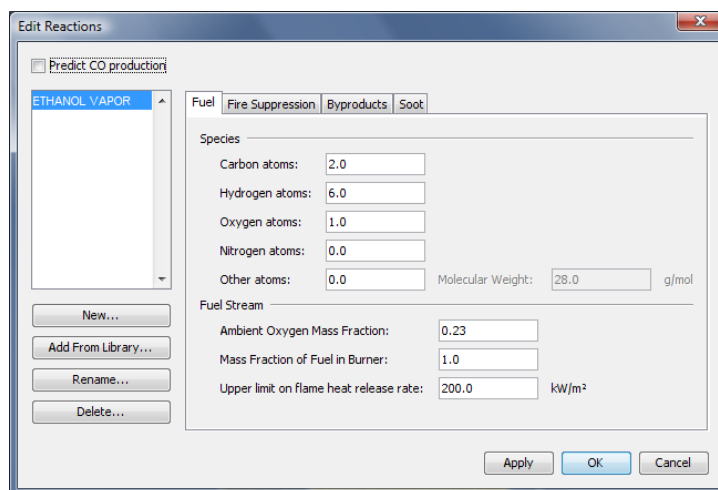 Edit Reactions
Predict CO production
ETHANOL VAPOR
Fuel Fire Suppression Byproducts Soot
Species
Carbon atoms: 2.0
Hydrogen atoms: 6.0
Oxygen atoms: 1.0
Nitrogen atoms: 0.0
Other atoms: 0.0 Molecular Weight: 28.0 g/mol
Fuel Stream
Ambient Oxygen Mass Fraction: 0.23
Mass Fraction of Fuel in Burner: 1.0
Upper limit on flame heat release rate: 200.0 kW/m²
New...
Add From Library...
Rename...
Delete...
Apply OK Cancel